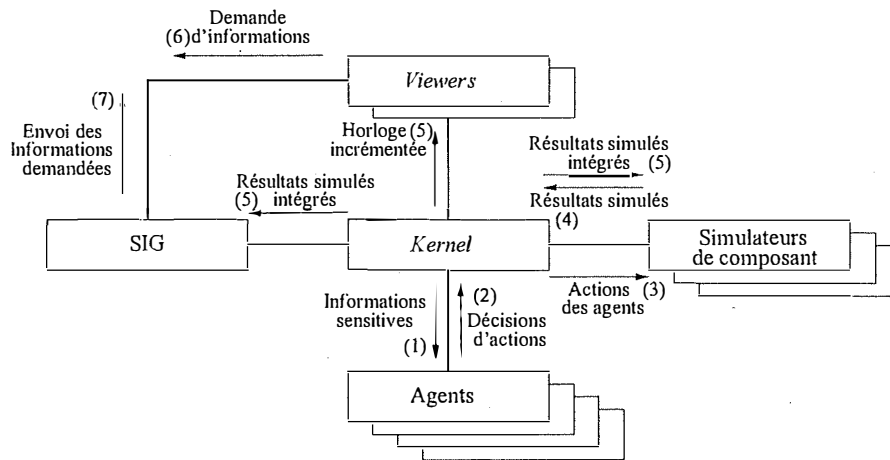 Demande
(6) d'informations
Viewers
(7)
Envoi des
Informations
demandées
Horloge (5)
incrémentée
Résultats simulés
intégrés (5)
Résultats simulés
(5) intégrés
Résultats simulés
(4)
SIG
Kernel
Simulateurs
de composant
Informations
sensitives
(1)
(2)
Décisions
d'actions
Actions (3)
des agents
Agents